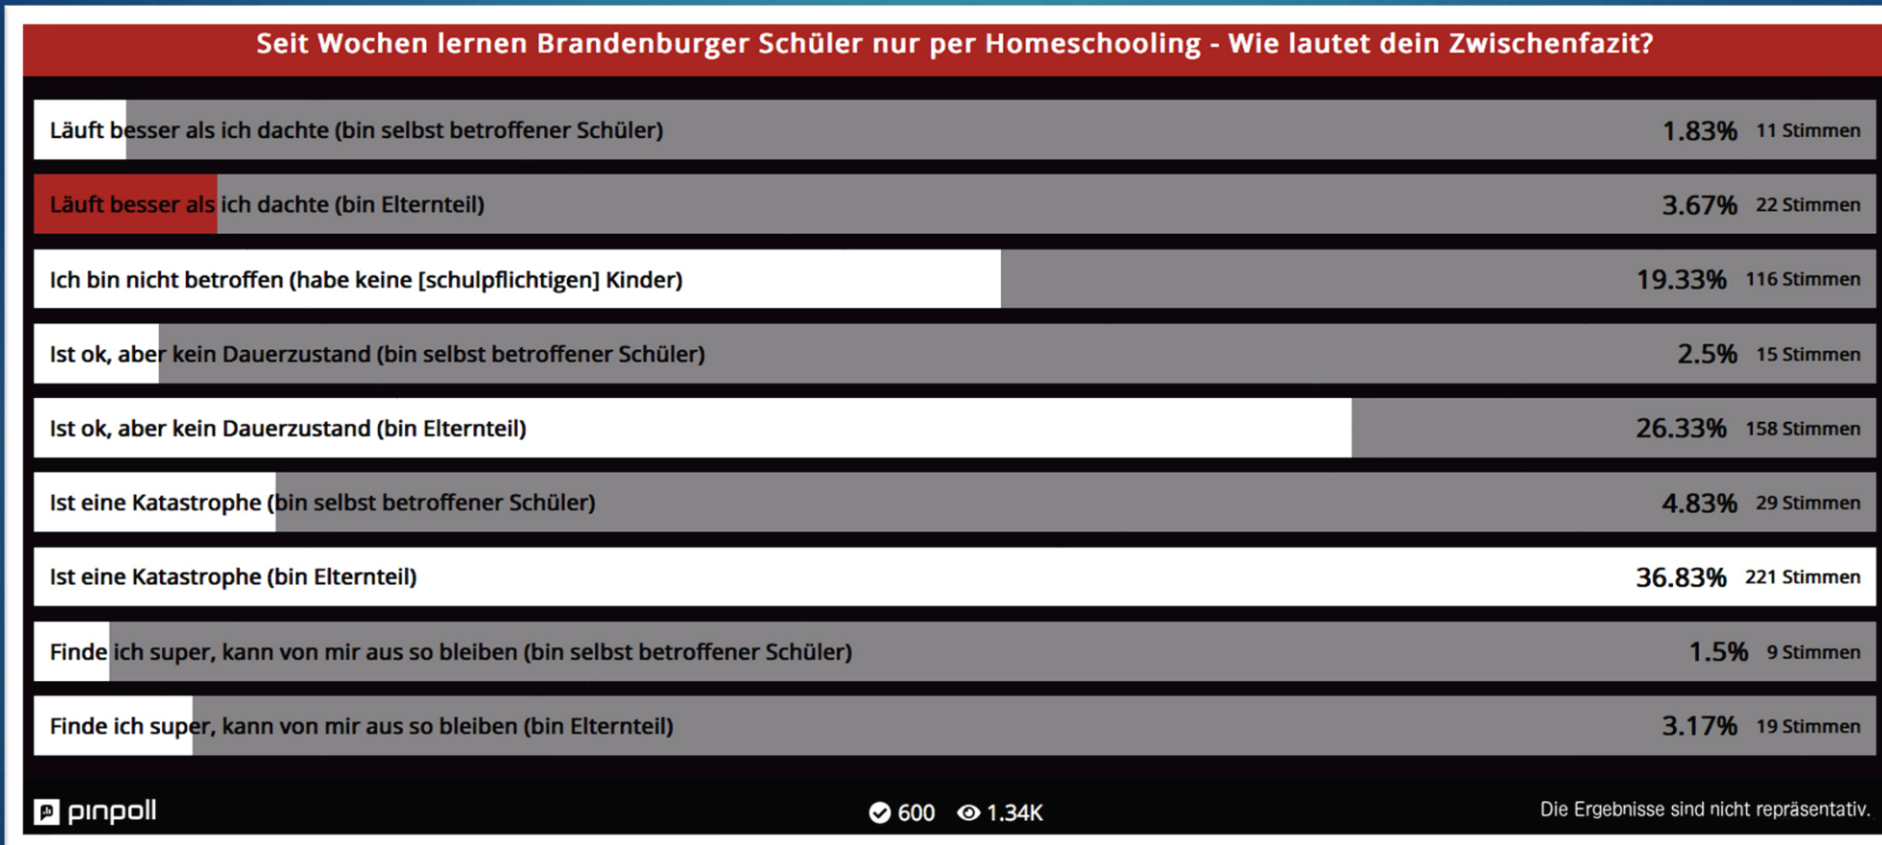 Seit Wochen lernen Brandenburger Schüler nur per Homeschooling - Wie lautet dein Zwischenfazit?
Läuft besser als ich dachte (bin selbst betroffener Schüler) 1.83% 11 Stimmen
Läuft besser als ich dachte (bin Elternteil) 3.67% 22 Stimmen
Ich bin nicht betroffen (habe keine [schulpflichtigen] Kinder) 19.33% 116 Stimmen
Ist ok, aber kein Dauerzustand (bin selbst betroffener Schüler) 2.5% 15 Stimmen
Ist ok, aber kein Dauerzustand (bin Elternteil) 26.33% 158 Stimmen
Ist eine Katastrophe (bin selbst betroffener Schüler) 4.83% 29 Stimmen
Ist eine Katastrophe (bin Elternteil) 36.83% 221 Stimmen
Finde ich super, kann von mir aus so bleiben (bin selbst betroffener Schüler) 1.5% 9 Stimmen
Finde ich super, kann von mir aus so bleiben (bin Elternteil) 3.17% 19 Stimmen
pinpoll 600 1.34K Die Ergebnisse sind nicht repräsentativ.